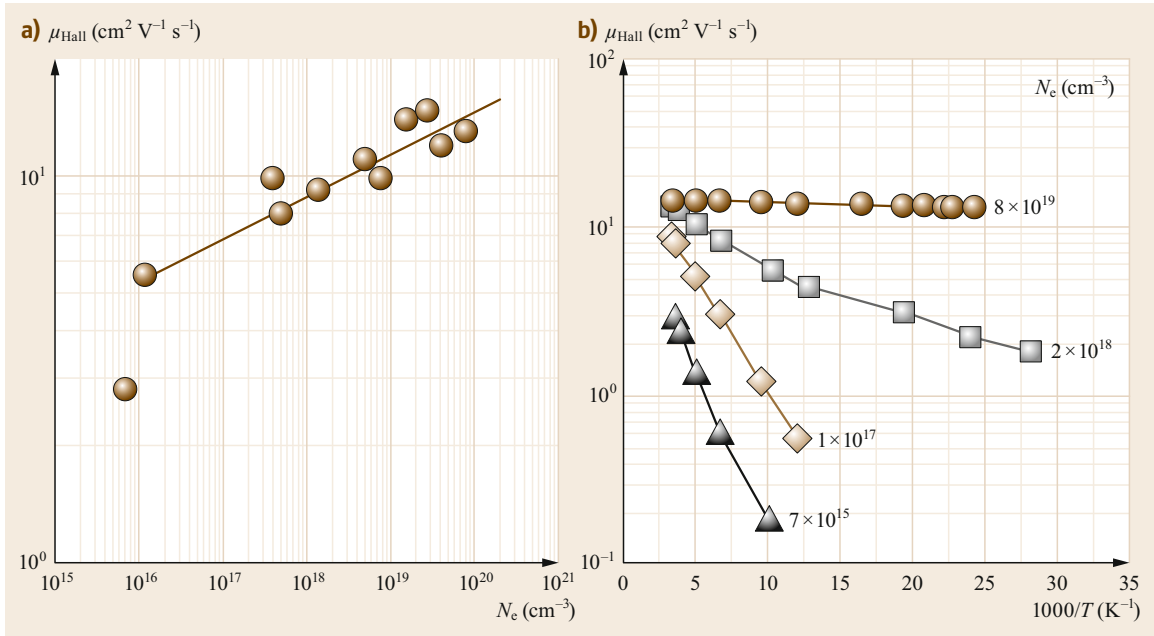 a) μHall (cm² V⁻¹ s⁻¹)
10¹
10⁰
10¹⁵ 10¹⁶ 10¹⁷ 10¹⁸ 10¹⁹ 10²⁰ 10²¹
Ne (cm⁻³)
b) μHall (cm² V⁻¹ s⁻¹)
10²
Ne (cm⁻³)
8 × 10¹⁹
10¹
2 × 10¹⁸
10⁰
1 × 10¹⁷
7 × 10¹⁵
10⁻¹
0 5 10 15 20 25 30 35
1000/T (K⁻¹)